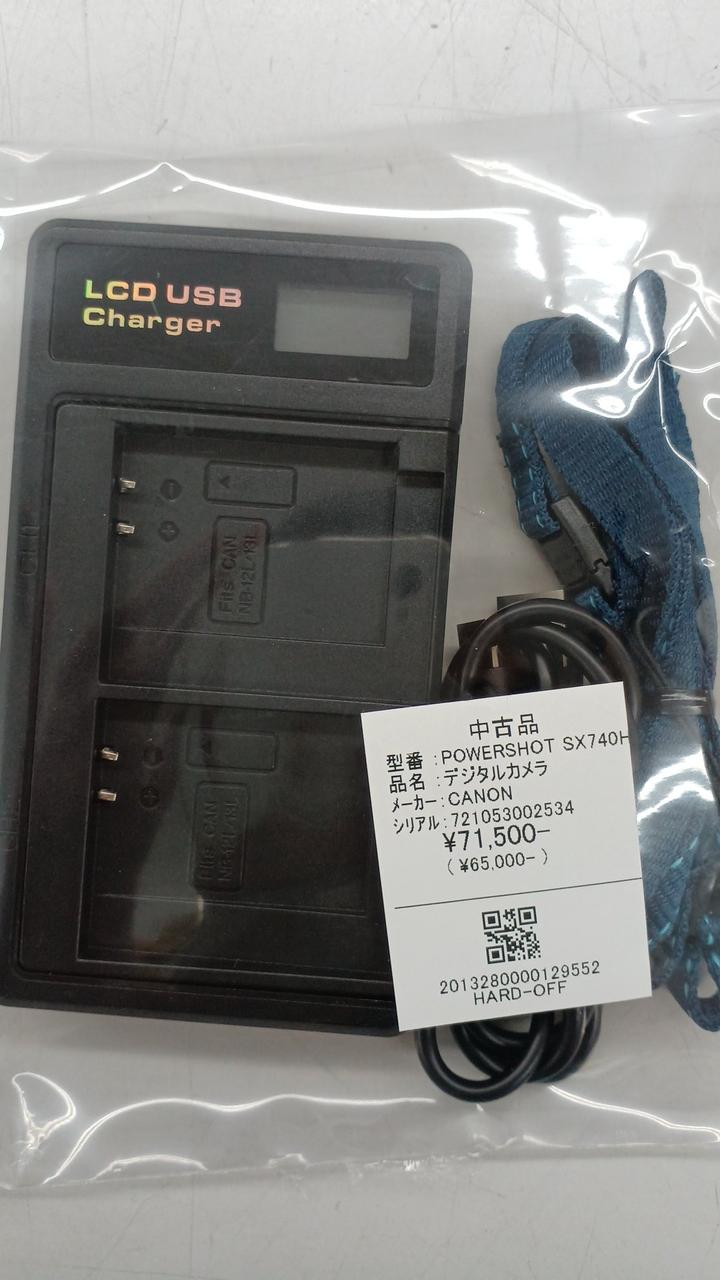 LCD USB
Charger
Fits CAN
NB-12L/13L
Fits CAN
NB-12L/13L
中古品
型番:POWERSHOT SX740H
品名:デジタルカメラ
メーカー:CANON
シリアル:721053002534
¥71,500-
(¥65,000-)
2013280000129552
HARD-OFF